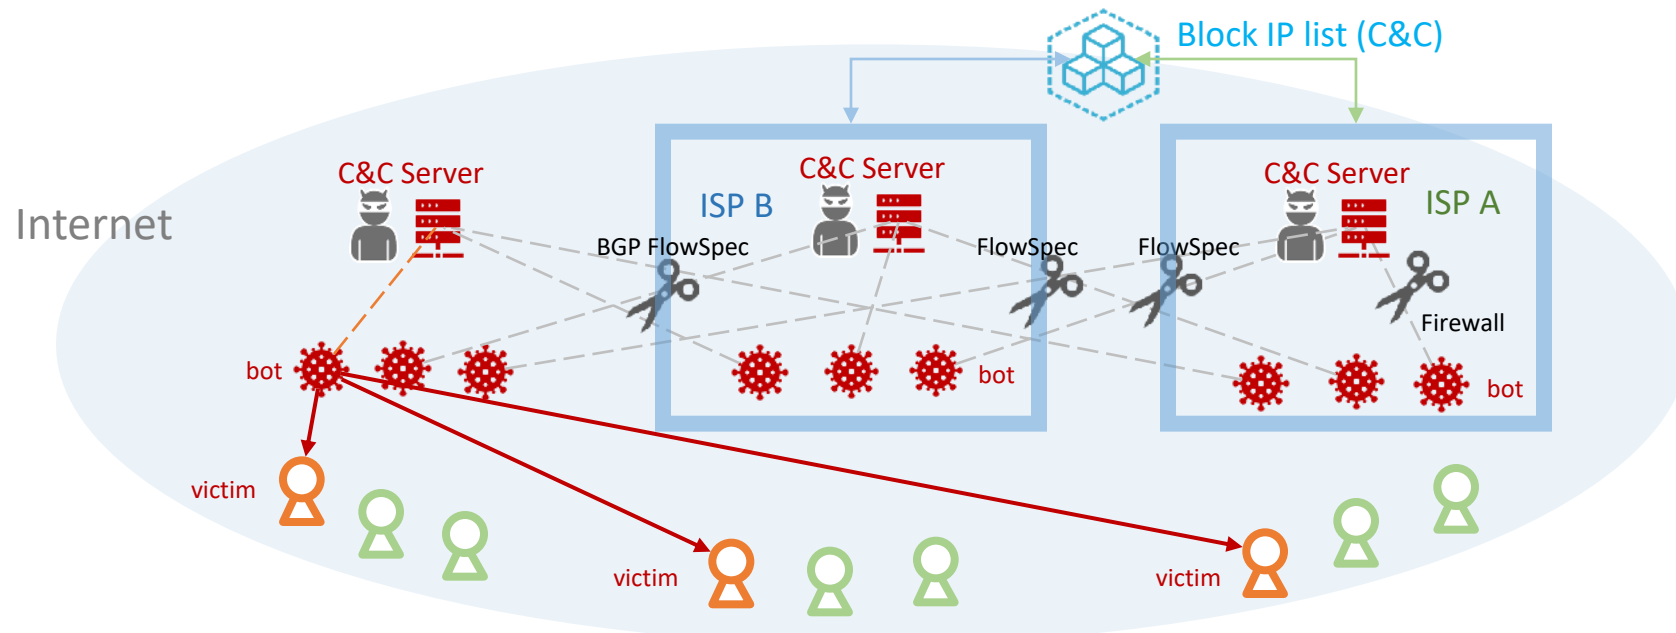 Block IP list (C&C)
C&C Server
C&C Server
C&C Server
Internet
ISP B
ISP A
BGP FlowSpec
FlowSpec
FlowSpec
Firewall
bot
bot
bot
victim
victim
victim